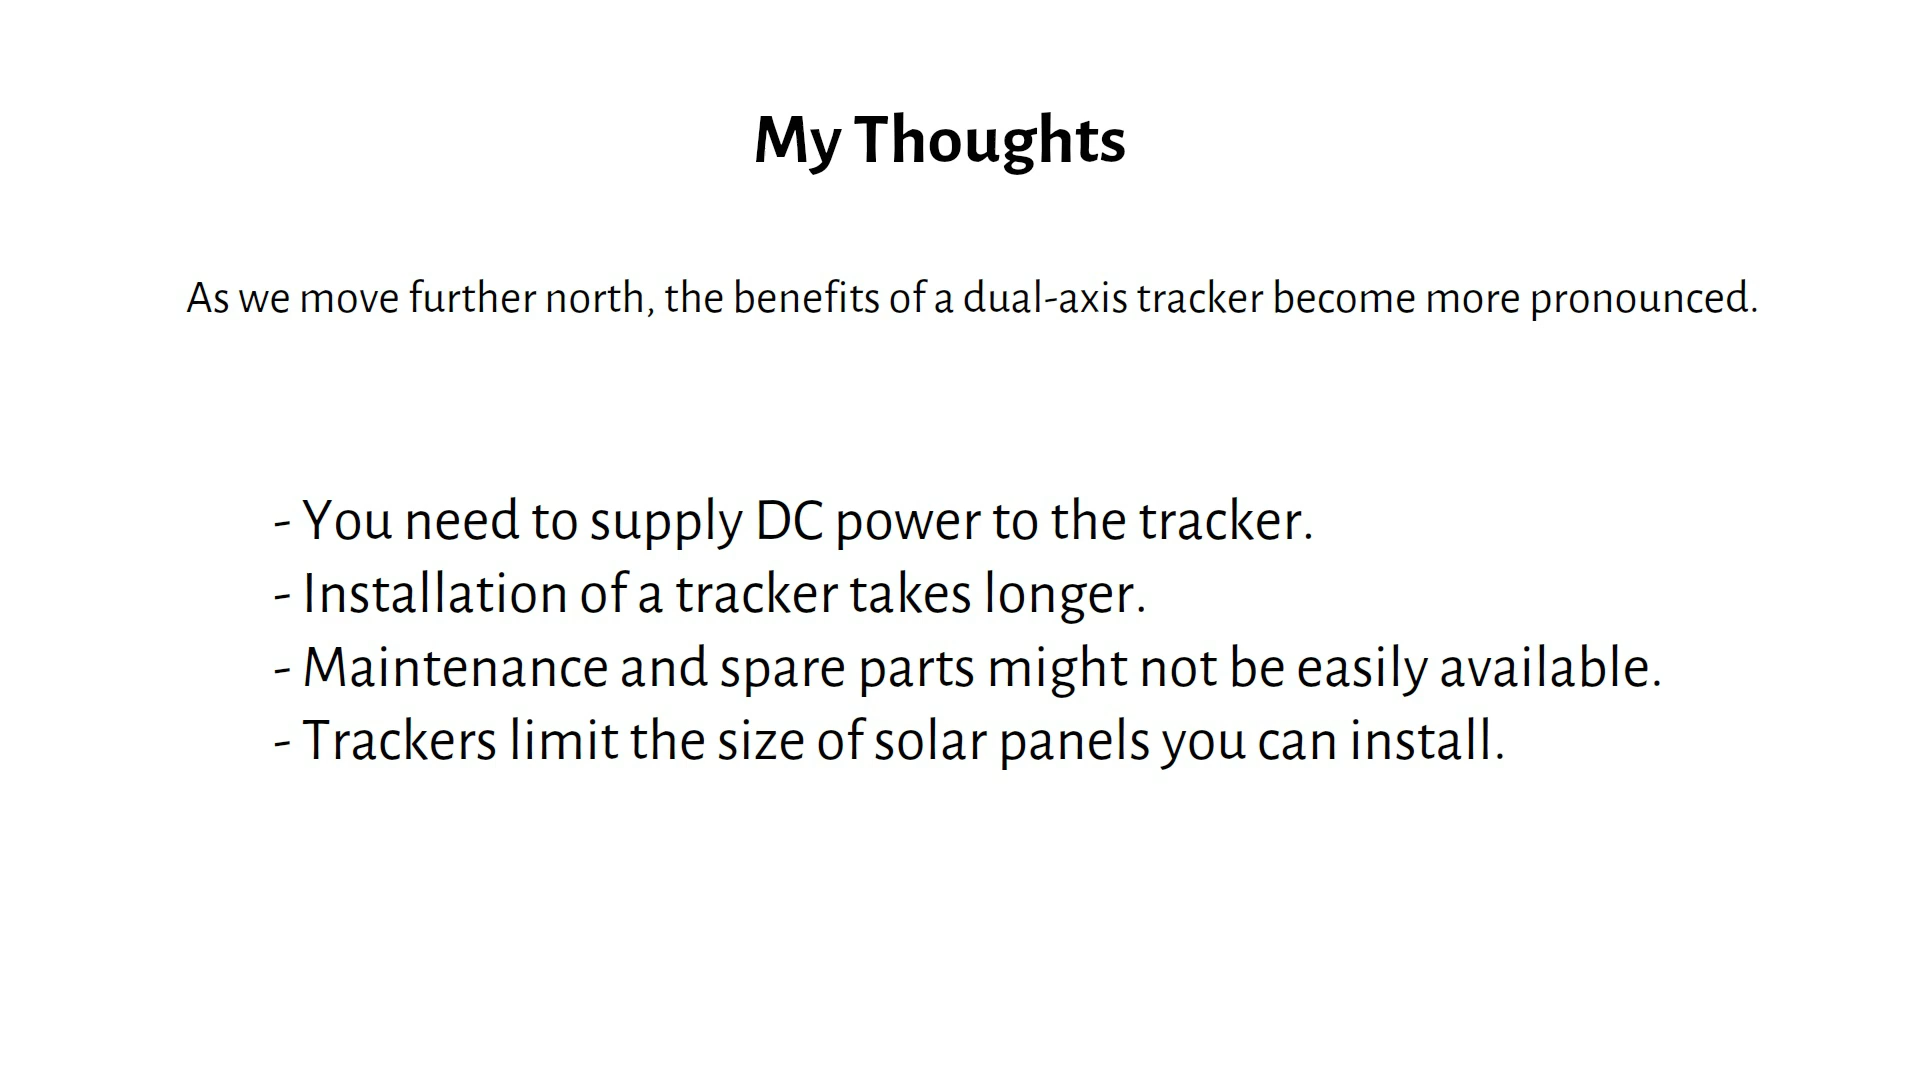 My Thoughts
As we move further north, the benefits of a dual-axis tracker become more pronounced.
- You need to supply DC power to the tracker.
- Installation of a tracker takes longer.
- Maintenance and spare parts might not be easily available.
- Trackers limit the size of solar panels you can install.